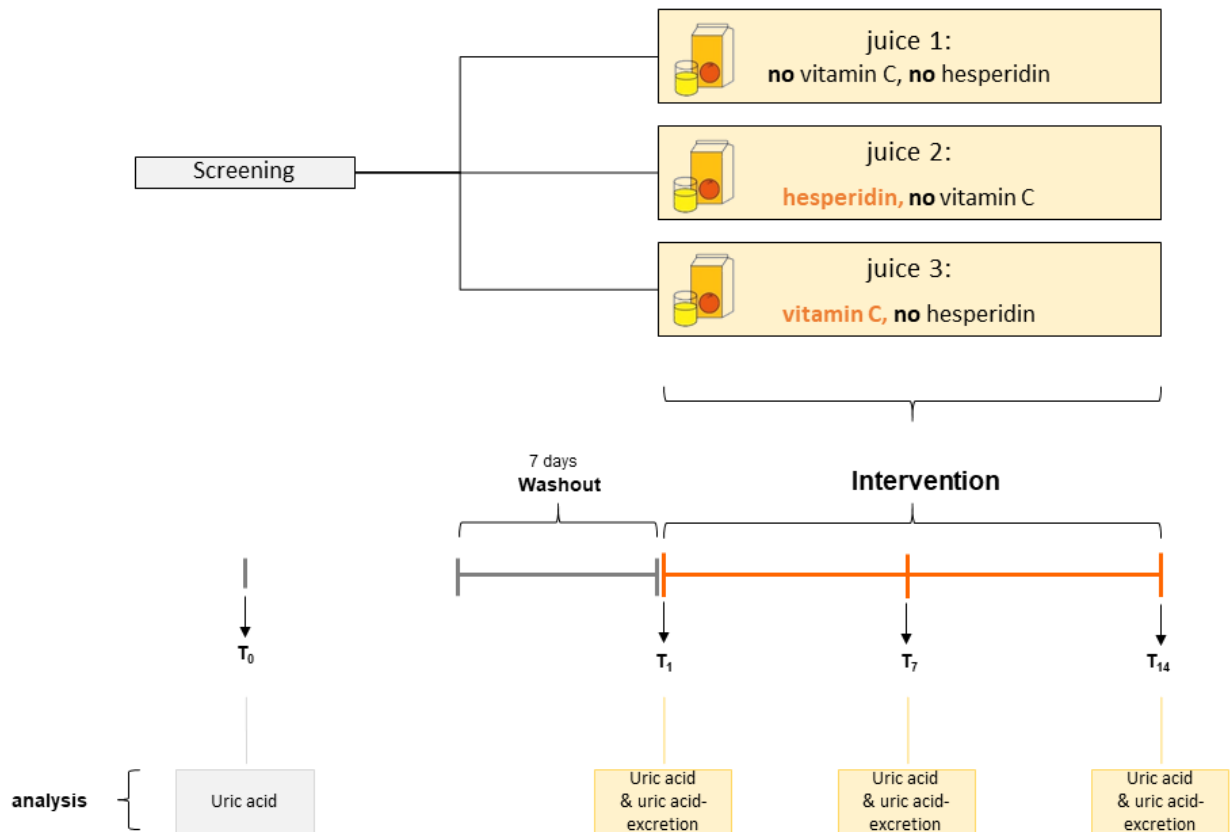 juice 1:
no vitamin C, no hesperidin
juice 2:
hesperidin, no vitamin C
juice 3:
vitamin C, no hesperidin
Screening
7 days
Washout
Intervention
T₀
T₁
T₇
T₁₄
analysis
Uric acid
Uric acid
& uric acid-
excretion
Uric acid
& uric acid-
excretion
Uric acid
& uric acid-
excretion